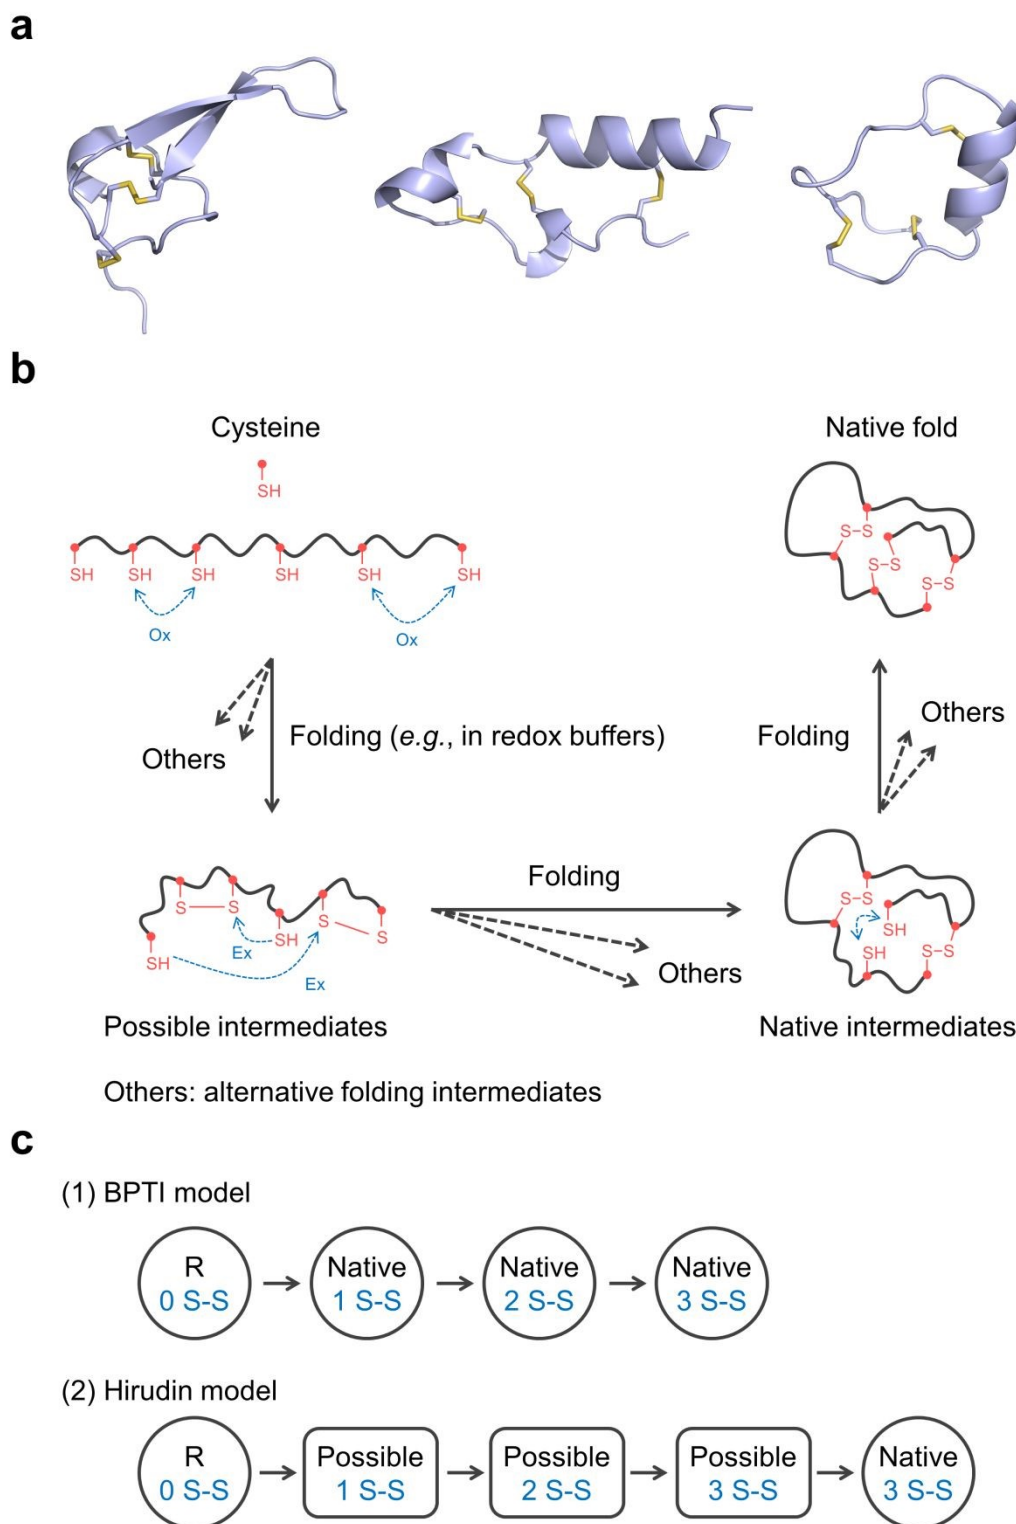 a
b
Cysteine
Native fold
SH
S-S
S-S
S-S
SH SH SH SH SH SH
Ox
Ox
Others
Folding (e.g., in redox buffers)
Folding
Others
Folding
S S
S S
SH
SH
Ex
Ex
S-S
SH
SH
S-S
Others
Possible intermediates
Native intermediates
Others: alternative folding intermediates
c
(1) BPTI model
R
0 S-S
Native
1 S-S
Native
2 S-S
Native
3 S-S
(2) Hirudin model
R
0 S-S
Possible
1 S-S
Possible
2 S-S
Possible
3 S-S
Native
3 S-S